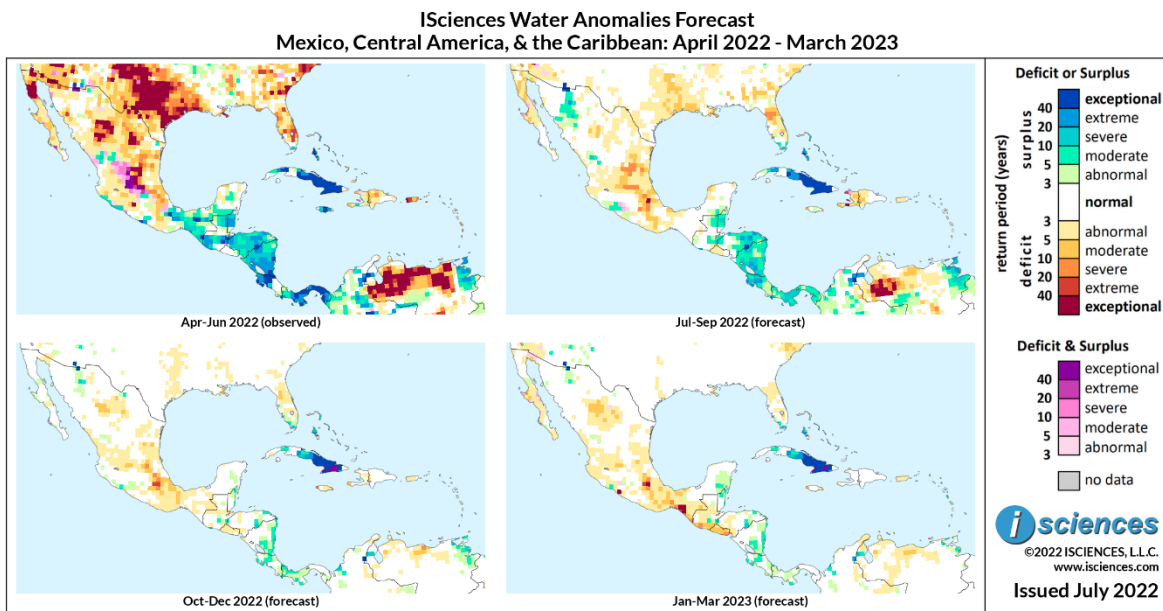 ISciences Water Anomalies Forecast
Mexico, Central America, & the Caribbean: April 2022 - March 2023
Apr-Jun 2022 (observed)
Jul-Sep 2022 (forecast)
Oct-Dec 2022 (forecast)
Jan-Mar 2023 (forecast)
Deficit or Surplus
return period (years)
surplus
deficit
exceptional
40
extreme
20
severe
10
moderate
5
abnormal
3
normal
3
abnormal
5
moderate
10
severe
20
extreme
40
exceptional
Deficit & Surplus
exceptional
40
extreme
20
severe
10
moderate
5
abnormal
3
no data
i sciences
©2022 ISCIENCES, L.L.C.
www.isciences.com
Issued July 2022